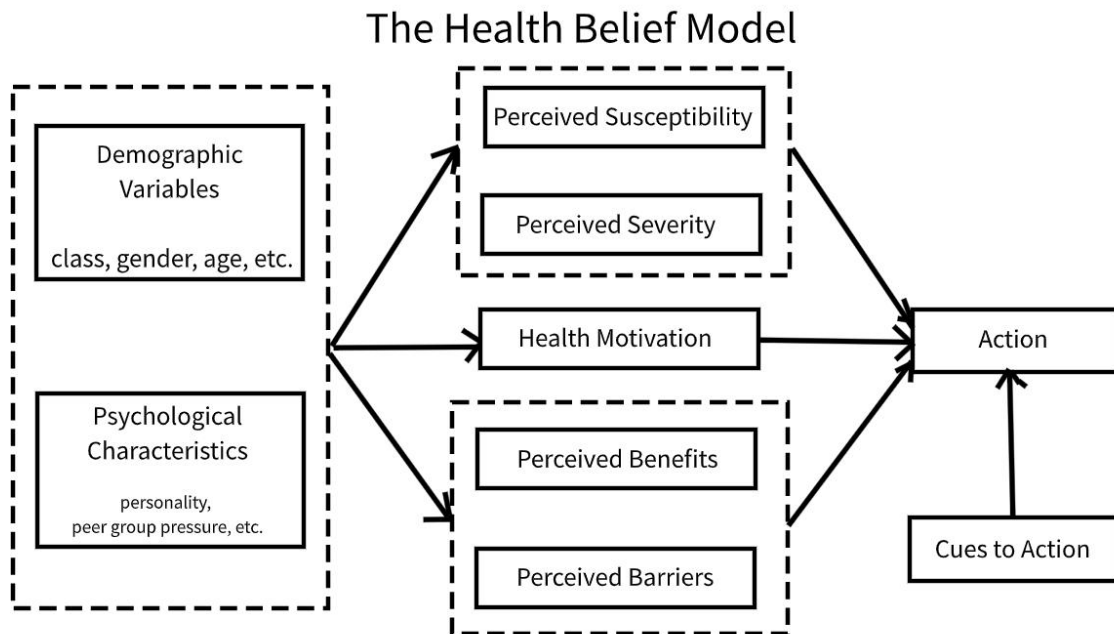 The Health Belief Model
Demographic
Variables
class, gender, age, etc.
Psychological
Characteristics
personality,
peer group pressure, etc.
Perceived Susceptibility
Perceived Severity
Health Motivation
Perceived Benefits
Perceived Barriers
Action
Cues to Action